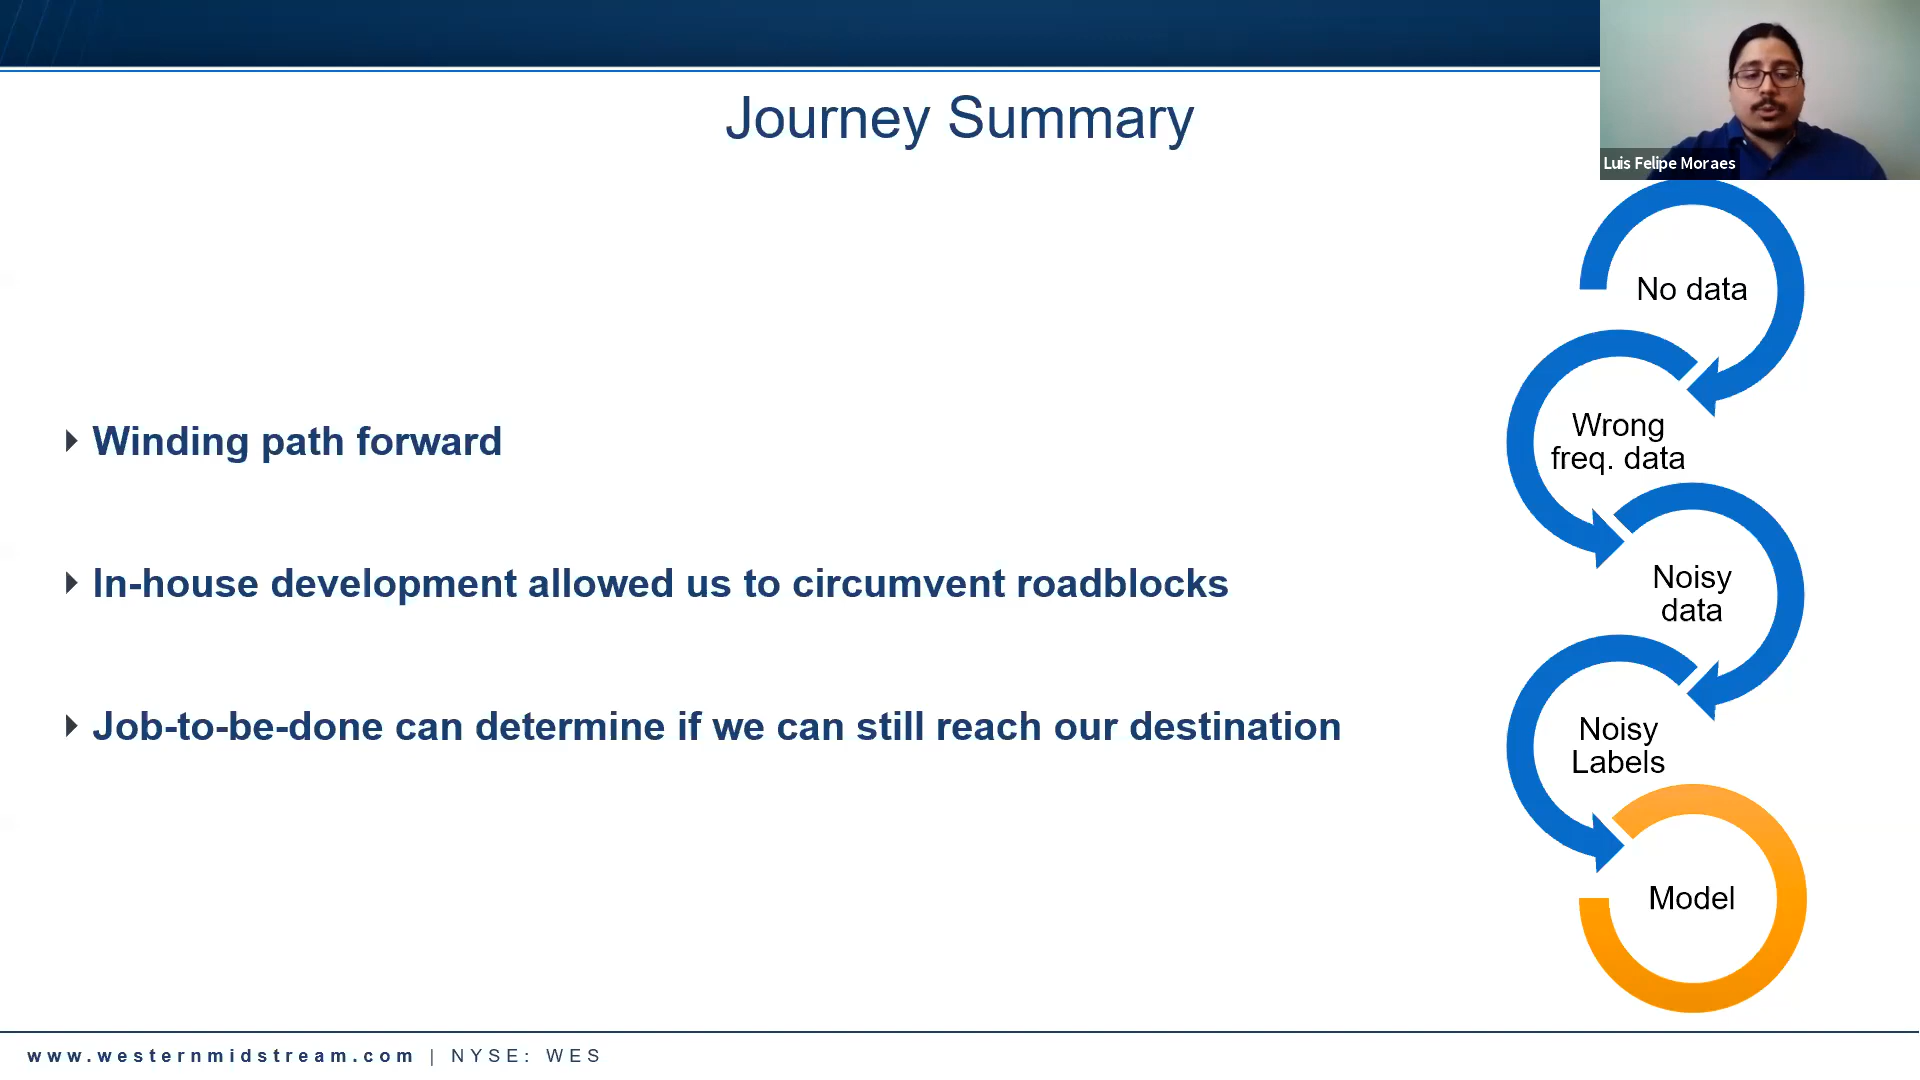 Journey Summary
Luis Felipe Moraes
No data
Winding path forward
Wrong
freq. data
In-house development allowed us to circumvent roadblocks
Noisy
data
Job-to-be-done can determine if we can still reach our destination
Noisy
Labels
Model
www.westernmidstream.com | NYSE: WES